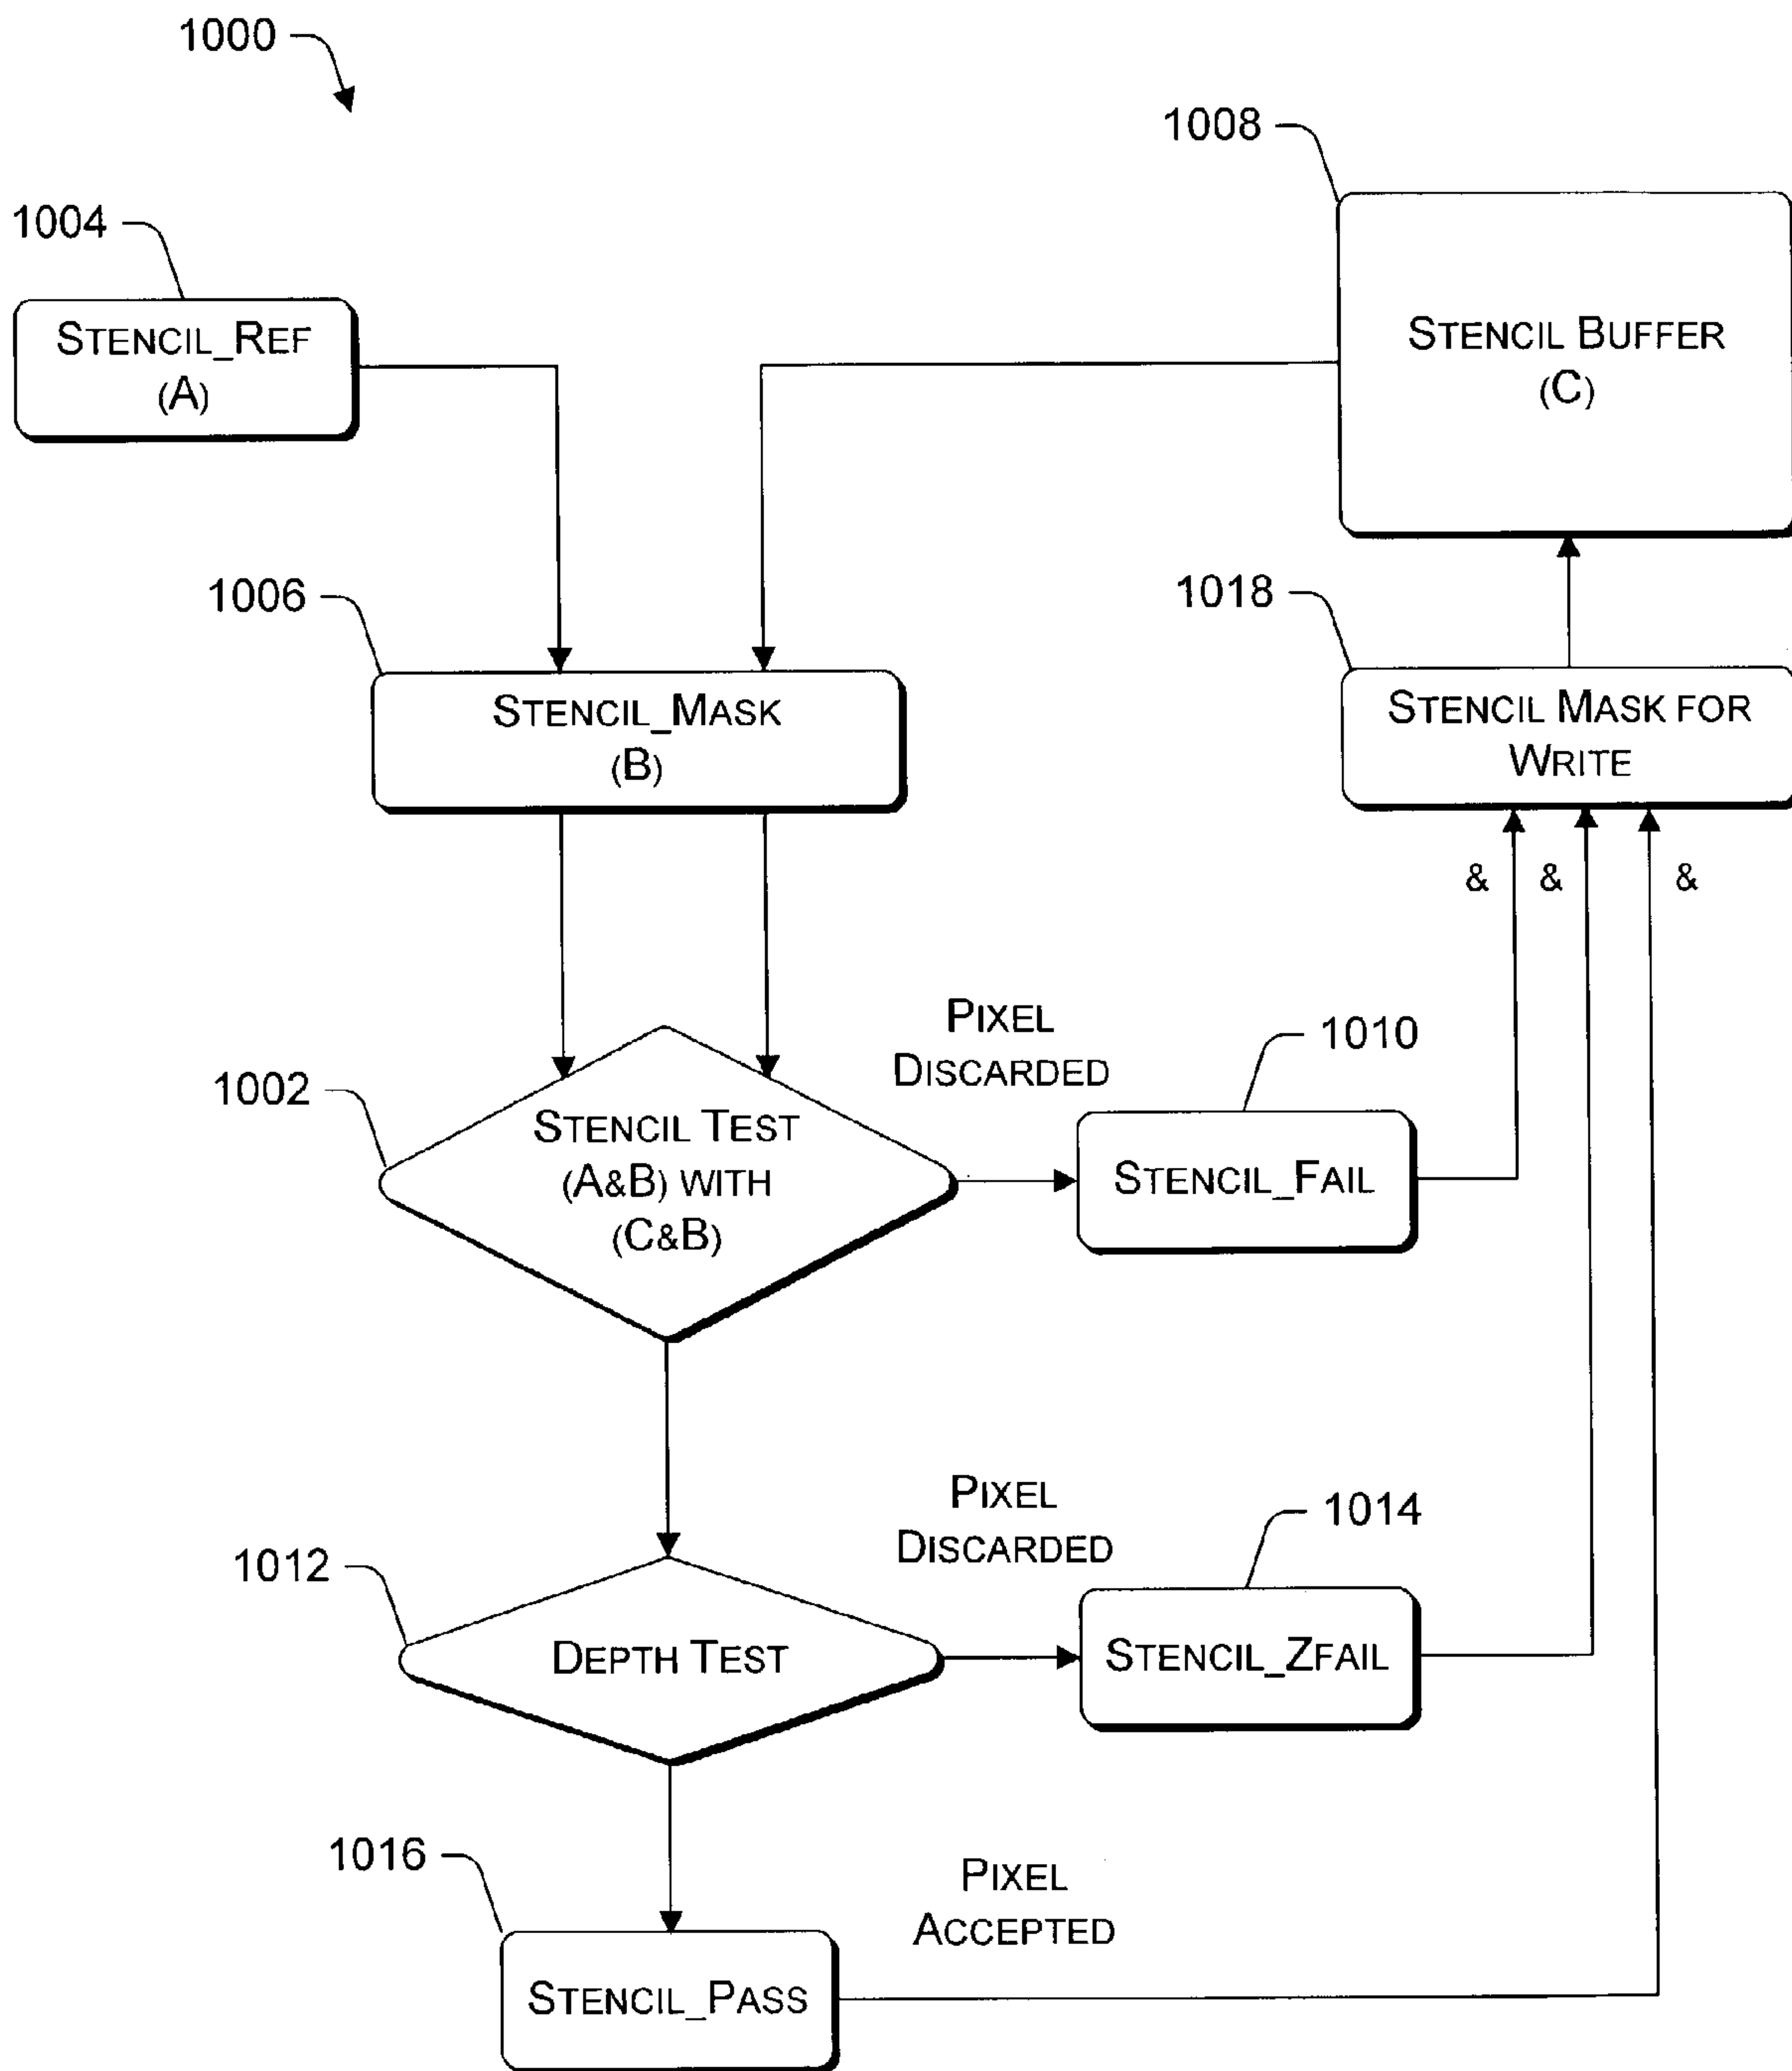 1000
1008
1004
STENCIL_REF
(A)
STENCIL BUFFER
(C)
1006
1018
STENCIL_MASK
(B)
STENCIL MASK FOR
WRITE
& & &
PIXEL
DISCARDED
1010
1002
STENCIL TEST
(A&B) WITH
(C&B)
STENCIL_FAIL
PIXEL
DISCARDED
1014
1012
DEPTH TEST
STENCIL_ZFAIL
1016
PIXEL
ACCEPTED
STENCIL_PASS